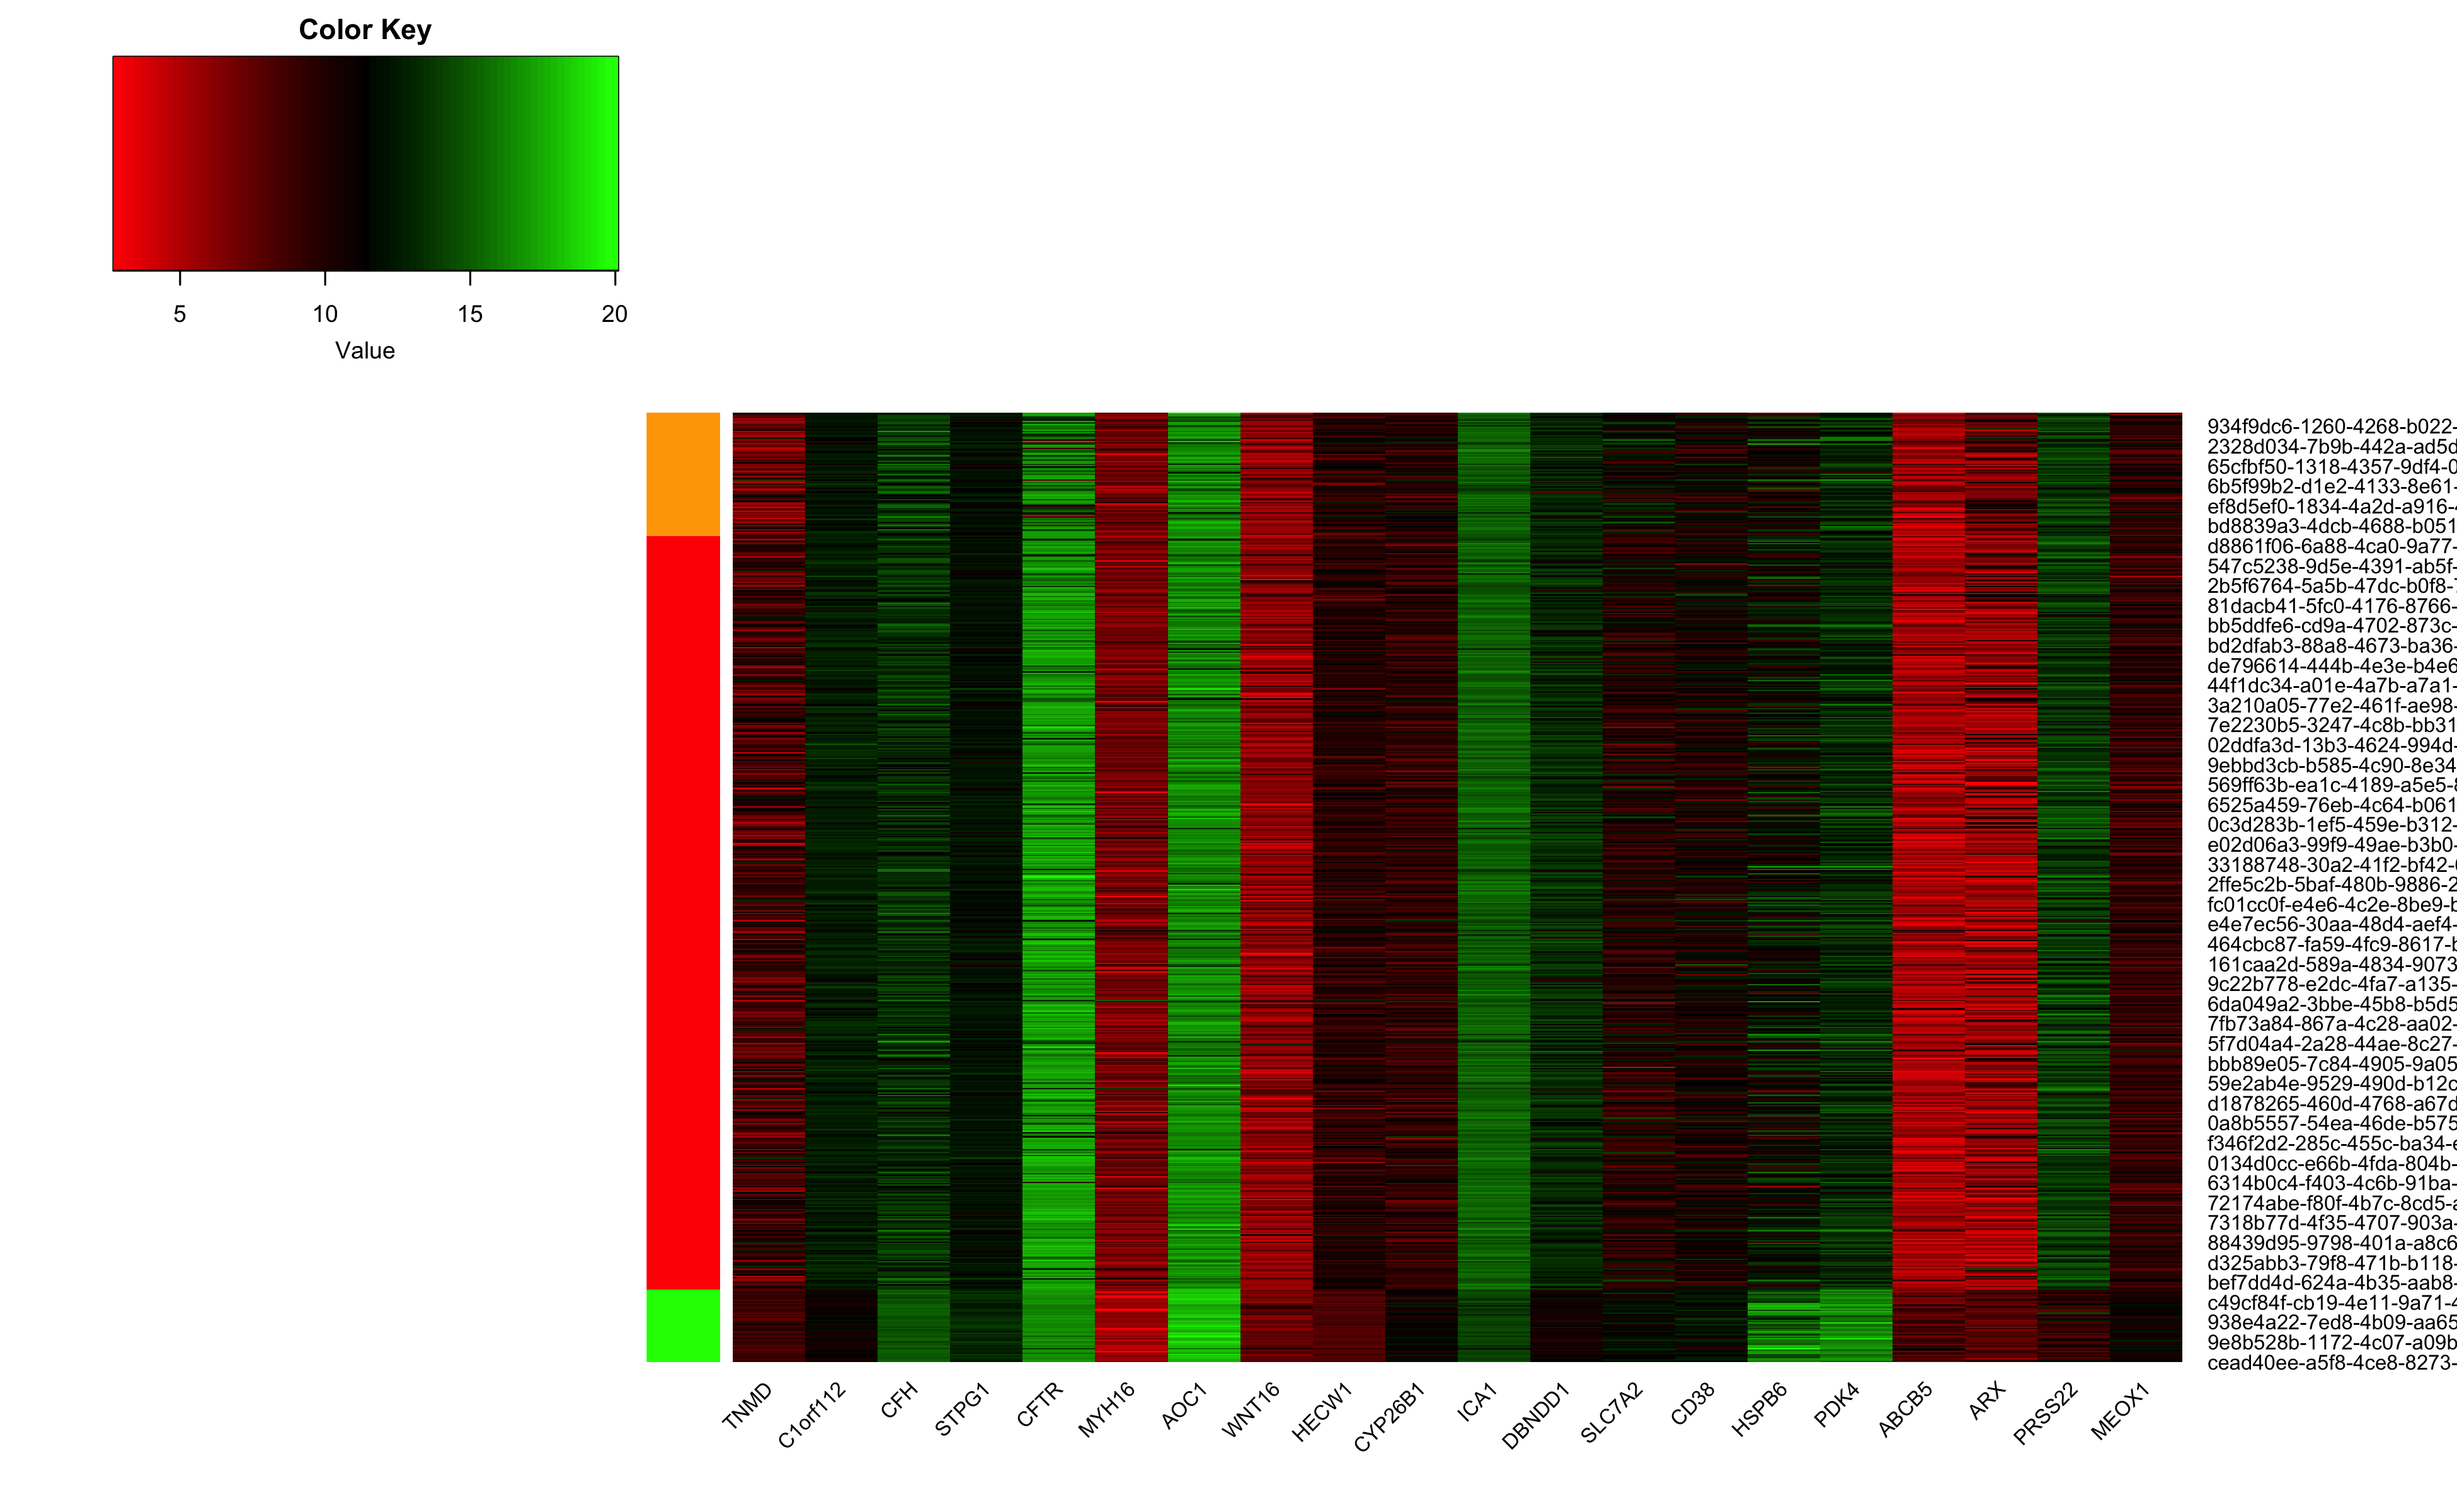 Color Key
5 10 15 20
Value
934f9dc6-1260-4268-b022-
2328d034-7b9b-442a-ad5d
65cfbf50-1318-4357-9df4-0
6b5f99b2-d1e2-4133-8e61-
ef8d5ef0-1834-4a2d-a916-4
bd8839a3-4dcb-4688-b051
d8861f06-6a88-4ca0-9a77-
547c5238-9d5e-4391-ab5f-
2b5f6764-5a5b-47dc-b0f8-7
81dacb41-5fc0-4176-8766-
bb5ddfe6-cd9a-4702-873c-
bd2dfab3-88a8-4673-ba36-
de796614-444b-4e3e-b4e6
44f1dc34-a01e-4a7b-a7a1-
3a210a05-77e2-461f-ae98-
7e2230b5-3247-4c8b-bb31
02ddfa3d-13b3-4624-994d-
9ebbd3cb-b585-4c90-8e34
569ff63b-ea1c-4189-a5e5-8
6525a459-76eb-4c64-b061
0c3d283b-1ef5-459e-b312-
e02d06a3-99f9-49ae-b3b0-
33188748-30a2-41f2-bf42-
2ffe5c2b-5baf-480b-9886-2
fc01cc0f-e4e6-4c2e-8be9-b
e4e7ec56-30aa-48d4-aef4-
464cbc87-fa59-4fc9-8617-b
161caa2d-589a-4834-9073
9c22b778-e2dc-4fa7-a135-
6da049a2-3bbe-45b8-b5d5
7fb73a84-867a-4c28-aa02-
5f7d04a4-2a28-44ae-8c27-
bbb89e05-7c84-4905-9a05
59e2ab4e-9529-490d-b12c
d1878265-460d-4768-a67d
0a8b5557-54ea-46de-b575
f346f2d2-285c-455c-ba34-e
0134d0cc-e66b-4fda-804b-
6314b0c4-f403-4c6b-91ba-
72174abe-f80f-4b7c-8cd5-a
7318b77d-4f35-4707-903a-
88439d95-9798-401a-a8c6
d325abb3-79f8-471b-b118-
bef7dd4d-624a-4b35-aab8-
c49cf84f-cb19-4e11-9a71-4
938e4a22-7ed8-4b09-aa65
9e8b528b-1172-4c07-a09b
cead40ee-a5f8-4ce8-8273-
TNMD C1orf112 CFH STPG1 CFTR MYH16 AOC1 WNT16 HECW1 CYP26B1 ICA1 DBNDD1 SLC7A2 CD38 HSPB6 PDK4 ABCB5 ARX PRSS22 MEOX1